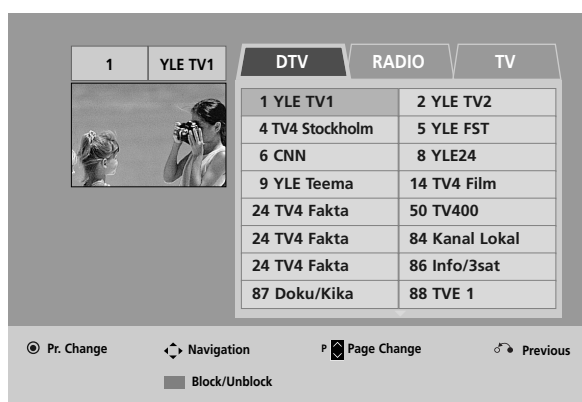 1 YLE TV1
DTV RADIO TV
1 YLE TV1 2 YLE TV2
4 TV4 Stockholm 5 YLE FST
6 CNN 8 YLE24
9 YLE Teema 14 TV4 Film
24 TV4 Fakta 50 TV400
24 TV4 Fakta 84 Kanal Lokal
24 TV4 Fakta 86 Info/3sat
87 Doku/Kika 88 TVE 1
Pr. Change Navigation P Page Change Previous
Block/Unblock